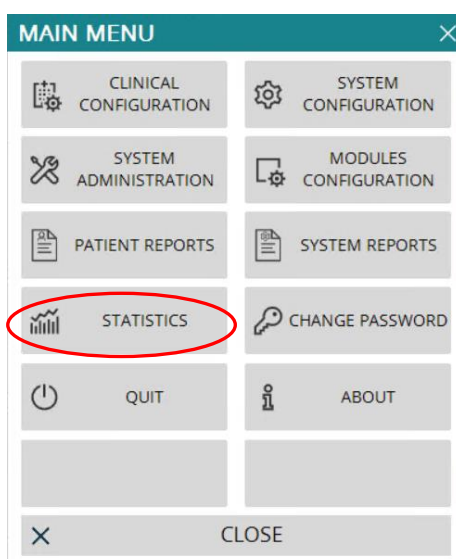 MAIN MENU
CLINICAL
CONFIGURATION
SYSTEM
CONFIGURATION
SYSTEM
ADMINISTRATION
MODULES
CONFIGURATION
PATIENT REPORTS
SYSTEM REPORTS
STATISTICS
CHANGE PASSWORD
QUIT
ABOUT
CLOSE